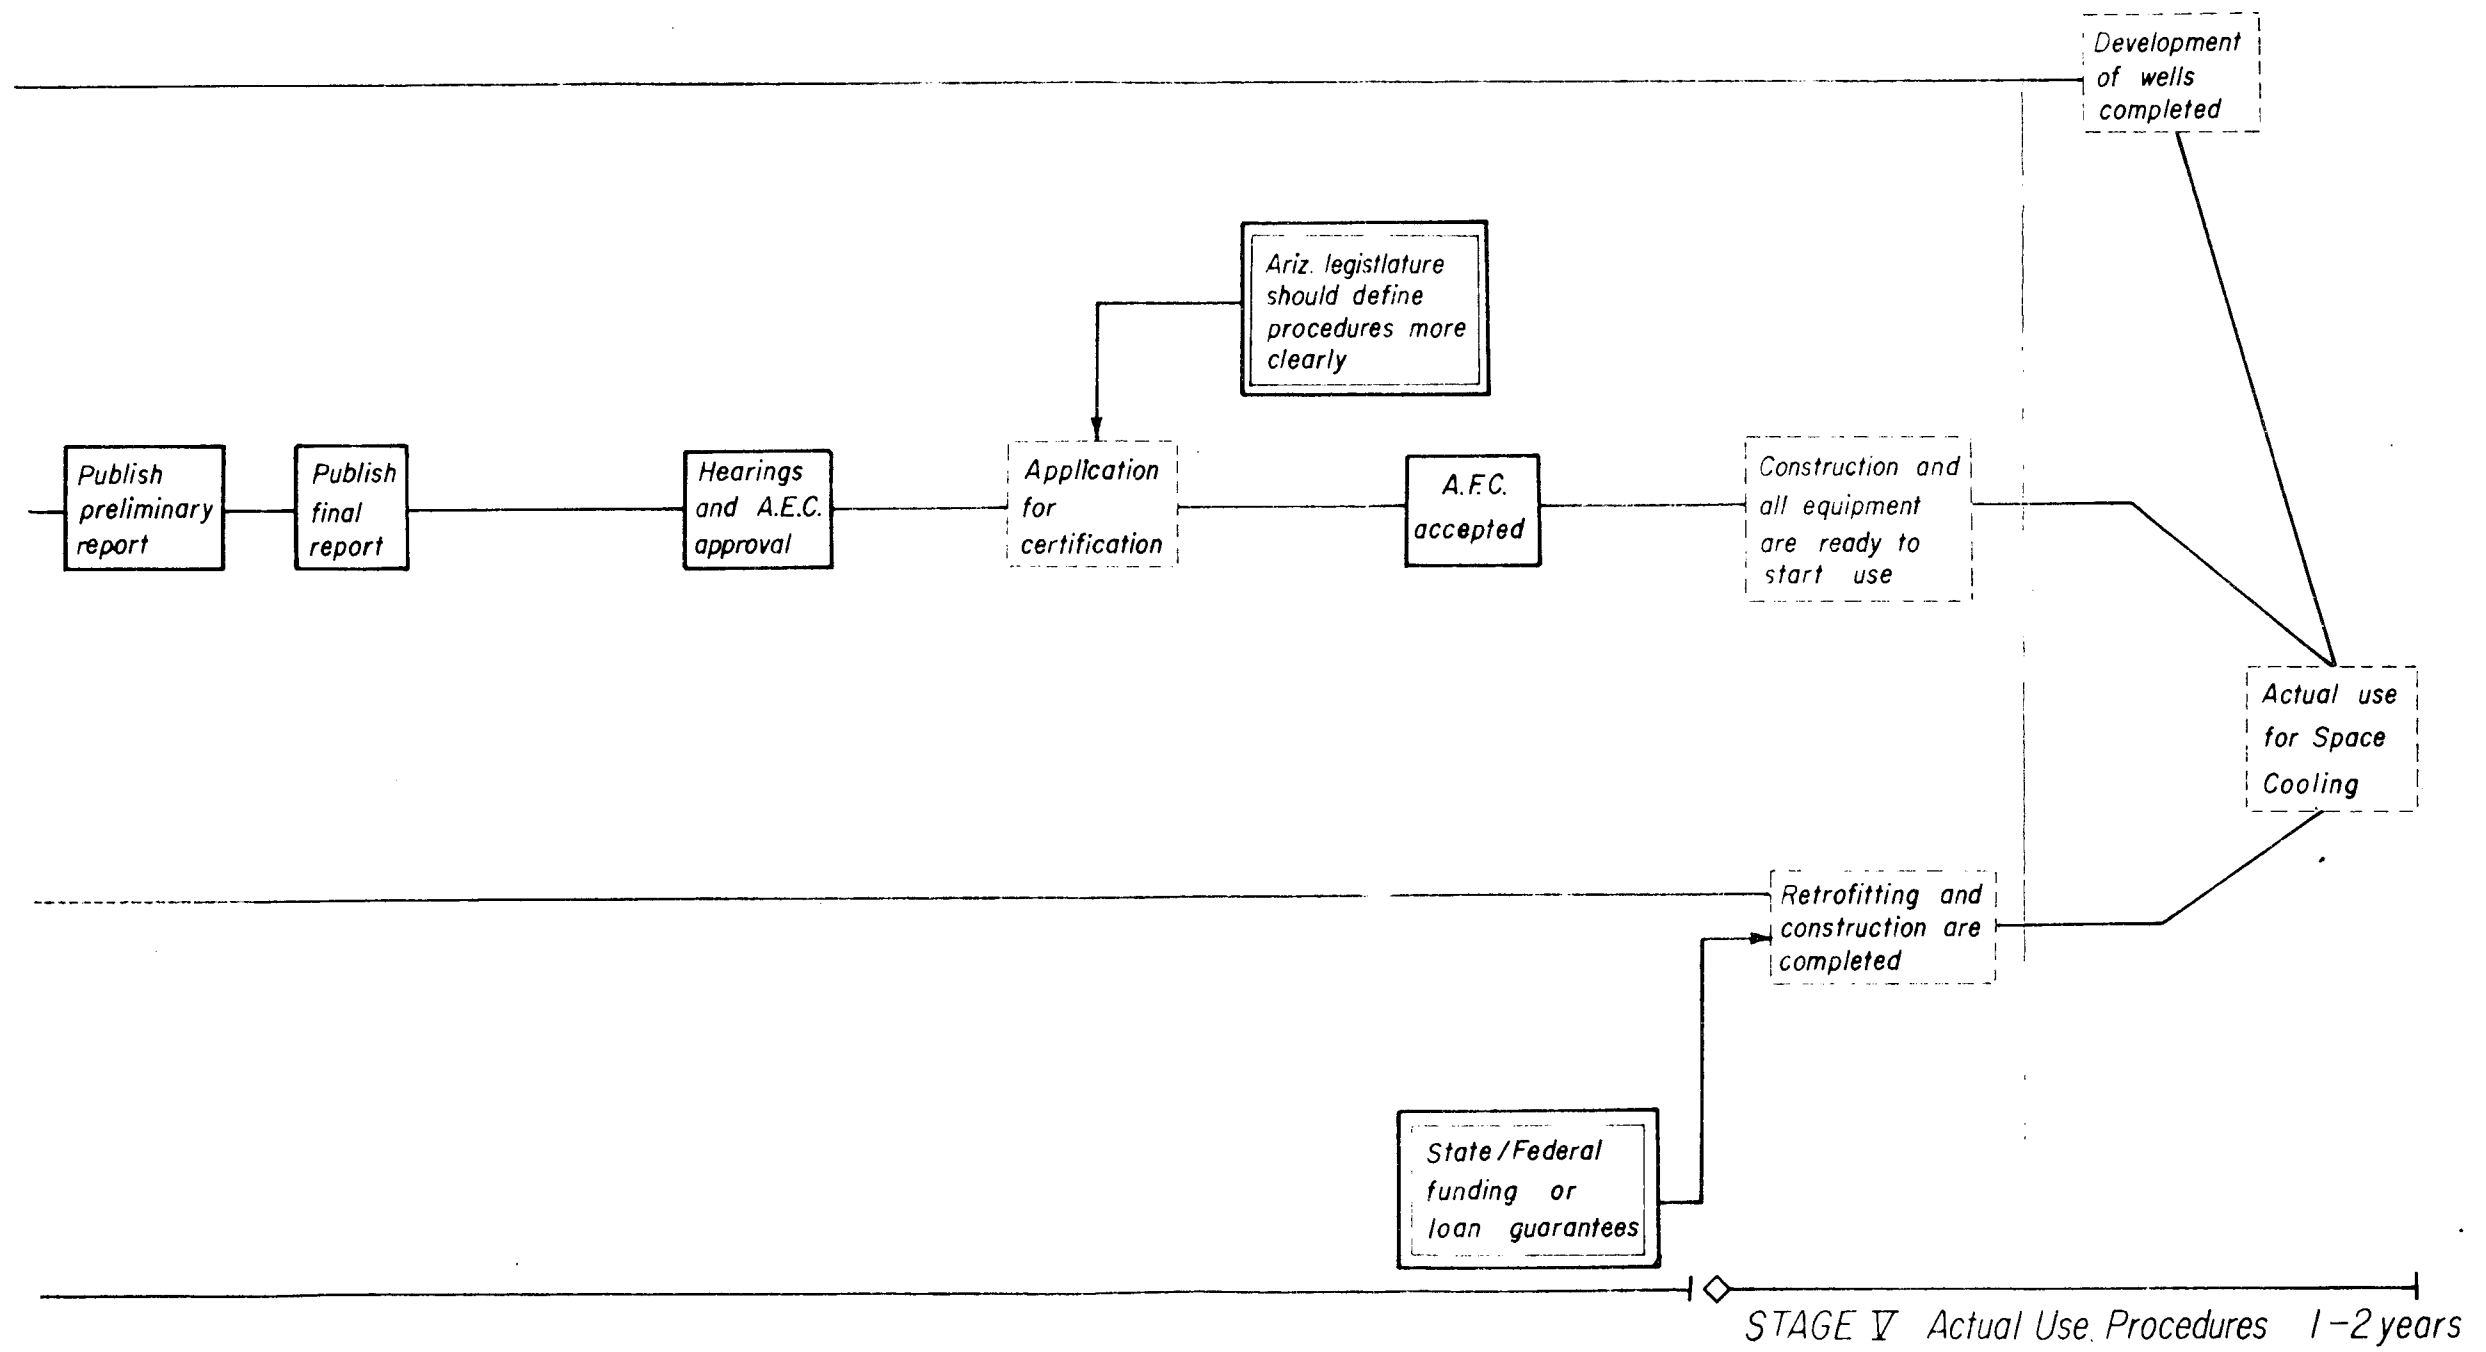 Development
of wells
completed
Ariz. legistlature
should define
procedures more
clearly
Publish
preliminary
report
Publish
final
report
Hearings
and A.E.C.
approval
Application
for
certification
A.F.C.
accepted
Construction and
all equipment
are ready to
start use
Actual use
for Space
Cooling
Retrofitting and
construction are
completed
State/Federal
funding or
loan guarantees
STAGE V Actual Use Procedures 1-2 years